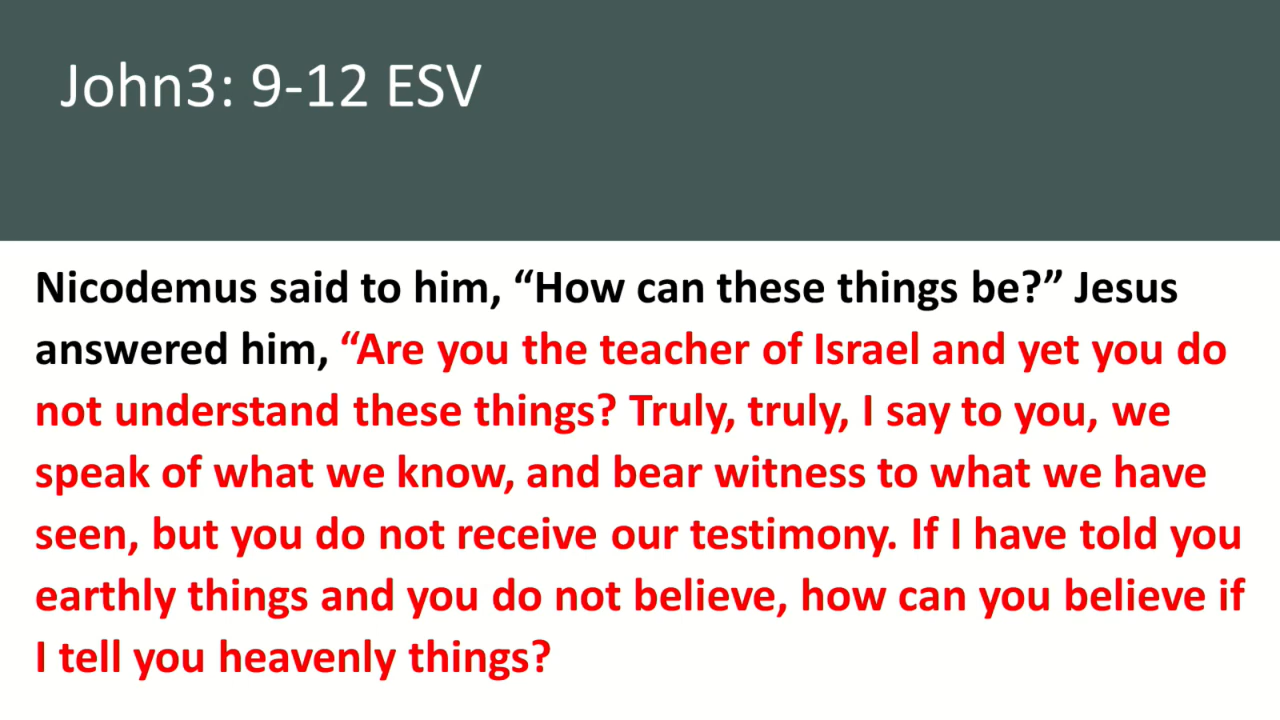 John3: 9-12 ESV
Nicodemus said to him, “How can these things be?” Jesus
answered him, “Are you the teacher of Israel and yet you do
not understand these things? Truly, truly, I say to you, we
speak of what we know, and bear witness to what we have
seen, but you do not receive our testimony. If I have told you
earthly things and you do not believe, how can you believe if
I tell you heavenly things?